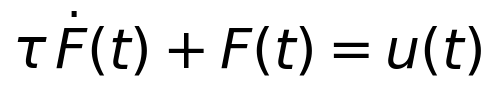 τḞ(t) + F(t) = u(t)